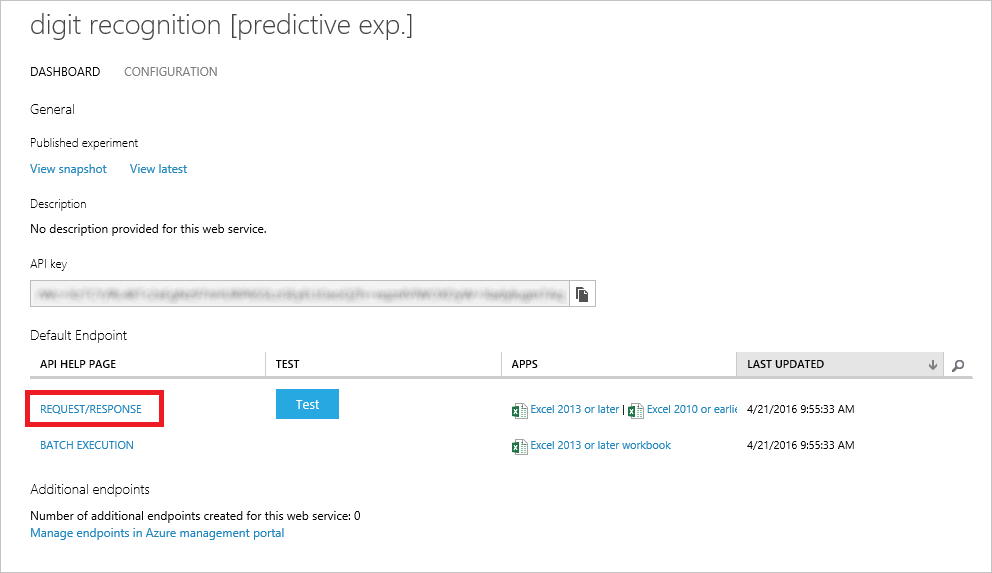 digit recognition [predictive exp.]
DASHBOARD CONFIGURATION
General
Published experiment
View snapshot View latest
Description
No description provided for this web service.
API key
Default Endpoint
API HELP PAGE TEST APPS LAST UPDATED
REQUEST/RESPONSE Test Excel 2013 or later | Excel 2010 or earlie 4/21/2016 9:55:33 AM
BATCH EXECUTION Excel 2013 or later workbook 4/21/2016 9:55:33 AM
Additional endpoints
Number of additional endpoints created for this web service: 0
Manage endpoints in Azure management portal